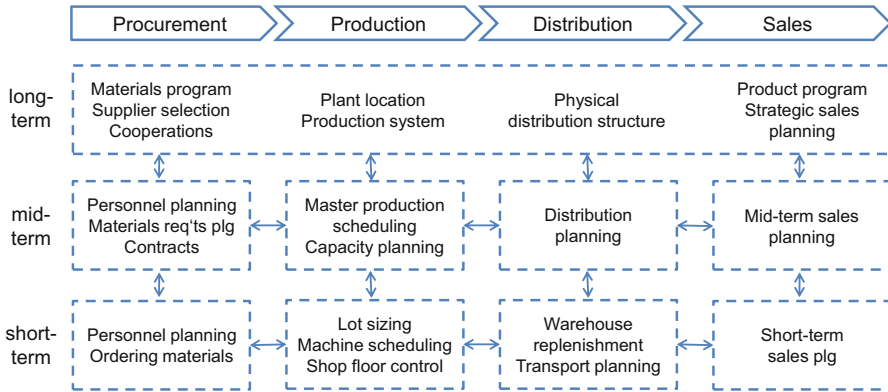 Procurement
Production
Distribution
Sales
long-
term
Materials program
Supplier selection
Cooperations
Plant location
Production system
Physical
distribution structure
Product program
Strategic sales
planning
mid-
term
Personnel planning
Materials req‘ts plg
Contracts
Master production
scheduling
Capacity planning
Distribution
planning
Mid-term sales
planning
short-
term
Personnel planning
Ordering materials
Lot sizing
Machine scheduling
Shop floor control
Warehouse
replenishment
Transport planning
Short-term
sales plg